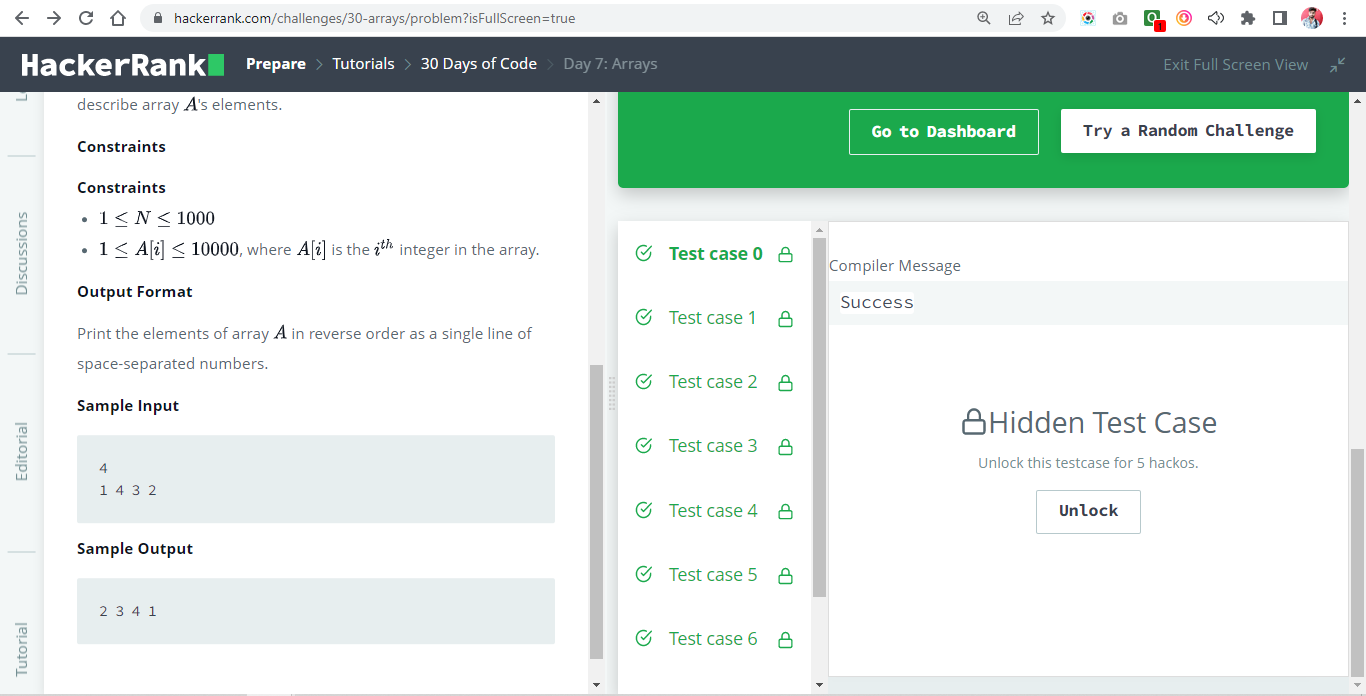 hackerrank.com/challenges/30-arrays/problem?isFullScreen=true
1
HackerRank
Prepare > Tutorials > 30 Days of Code > Day 7: Arrays
Exit Full Screen View
Discussions
Editorial
Tutorial
describe array A's elements.
Constraints
Constraints
• 1 ≤ N ≤ 1000
• 1 ≤ A[i] ≤ 10000, where A[i] is the ith integer in the array.
Output Format
Print the elements of array A in reverse order as a single line of
space-separated numbers.
Sample Input
4
1 4 3 2
Sample Output
2 3 4 1
Go to Dashboard
Try a Random Challenge
Test case 0
Test case 1
Test case 2
Test case 3
Test case 4
Test case 5
Test case 6
Compiler Message
Success
Hidden Test Case
Unlock this testcase for 5 hackos.
Unlock